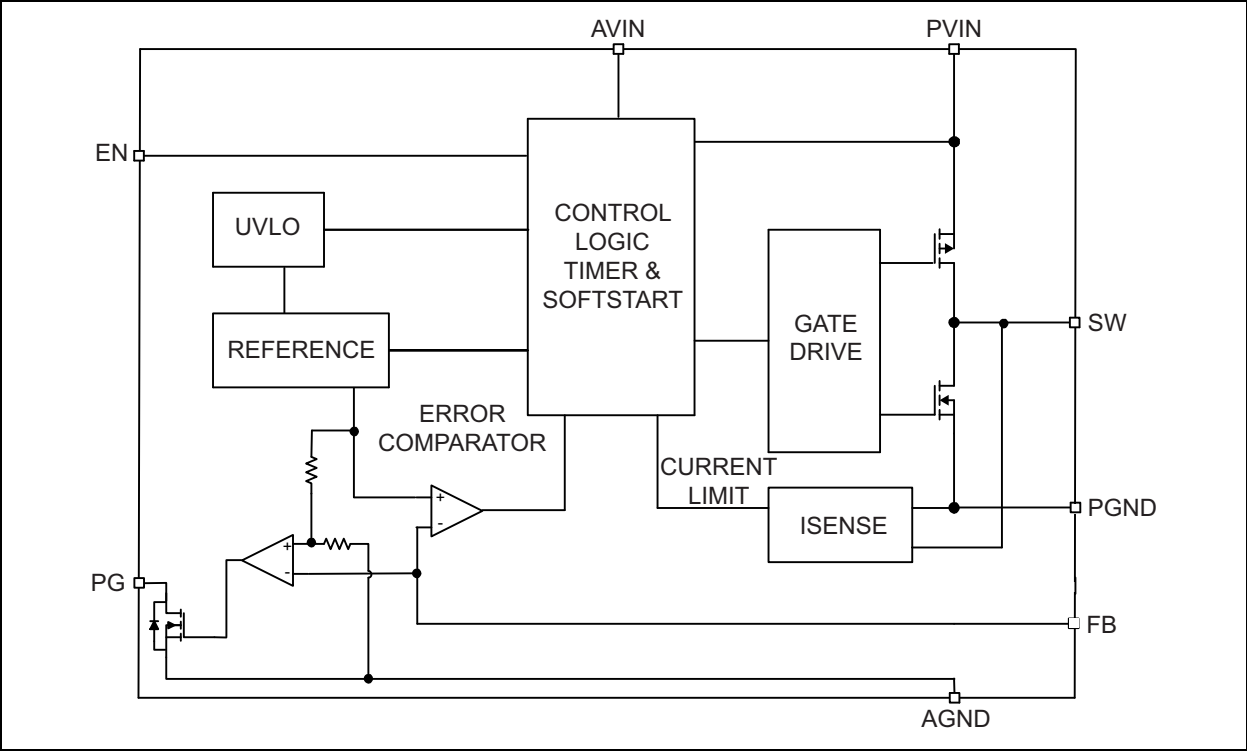 AVIN
PVIN
EN
UVLO
CONTROL
LOGIC
TIMER &
SOFTSTART
REFERENCE
GATE
DRIVE
SW
ERROR
COMPARATOR
CURRENT
LIMIT
+
-
ISENSE
PGND
+
-
PG
FB
AGND